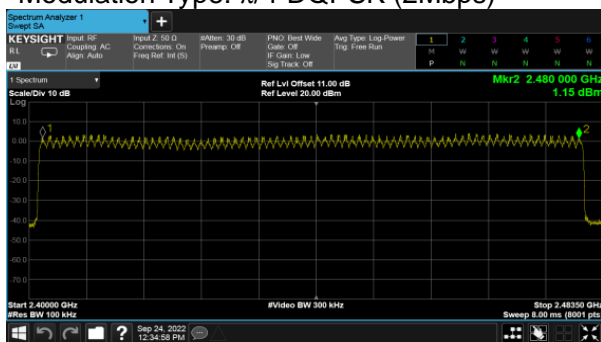 Modulation Type: π/4 DQPSK (2Mbps)
Spectrum Analyzer 1
Swept SA
KEYSIGHT Input: RF Input Z: 50 Ω #Atten: 30 dB PNO: Best Wide Avg Type: Log-Power 1 2 3 4 5 6
RL Coupling: AC Corrections: On Preamp: Off Gate: Off Trig: Free Run M W W W W W
Align: Auto Freq Ref: Int (S) IF Gain: Low P N N N N N
Sig Track: Off
1 Spectrum Ref Lvl Offset 11.00 dB Mkr2 2.480 000 GHz
Scale/Div 10 dB Ref Level 20.00 dBm 1.15 dBm
Log
10.0
1 2
0.00
-10.0
-20.0
-30.0
-40.0
-50.0
-60.0
-70.0
Start 2.40000 GHz #Video BW 300 kHz Stop 2.48350 GHz
#Res BW 100 kHz Sweep 8.00 ms (8001 pts)
? Sep 24, 2022
12:34:58 PM